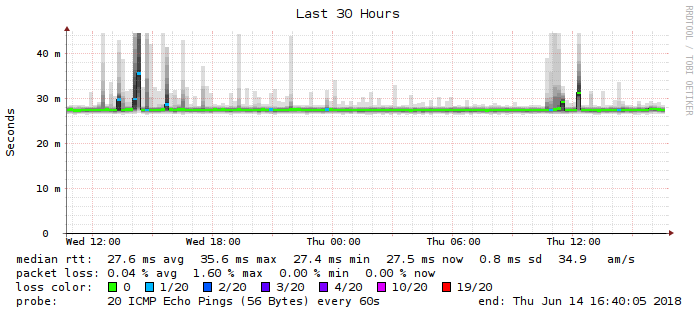 Last 30 Hours
RRDTOOL / TOBI OETIKER
Seconds
40 m
30 m
20 m
10 m
0
Wed 12:00 Wed 18:00 Thu 00:00 Thu 06:00 Thu 12:00
median rtt: 27.6 ms avg 35.6 ms max 27.4 ms min 27.5 ms now 0.8 ms sd 34.9 am/s
packet loss: 0.04 % avg 1.60 % max 0.00 % min 0.00 % now
loss color: 0 1/20 2/20 3/20 4/20 10/20 19/20
probe: 20 ICMP Echo Pings (56 Bytes) every 60s end: Thu Jun 14 16:40:05 2018